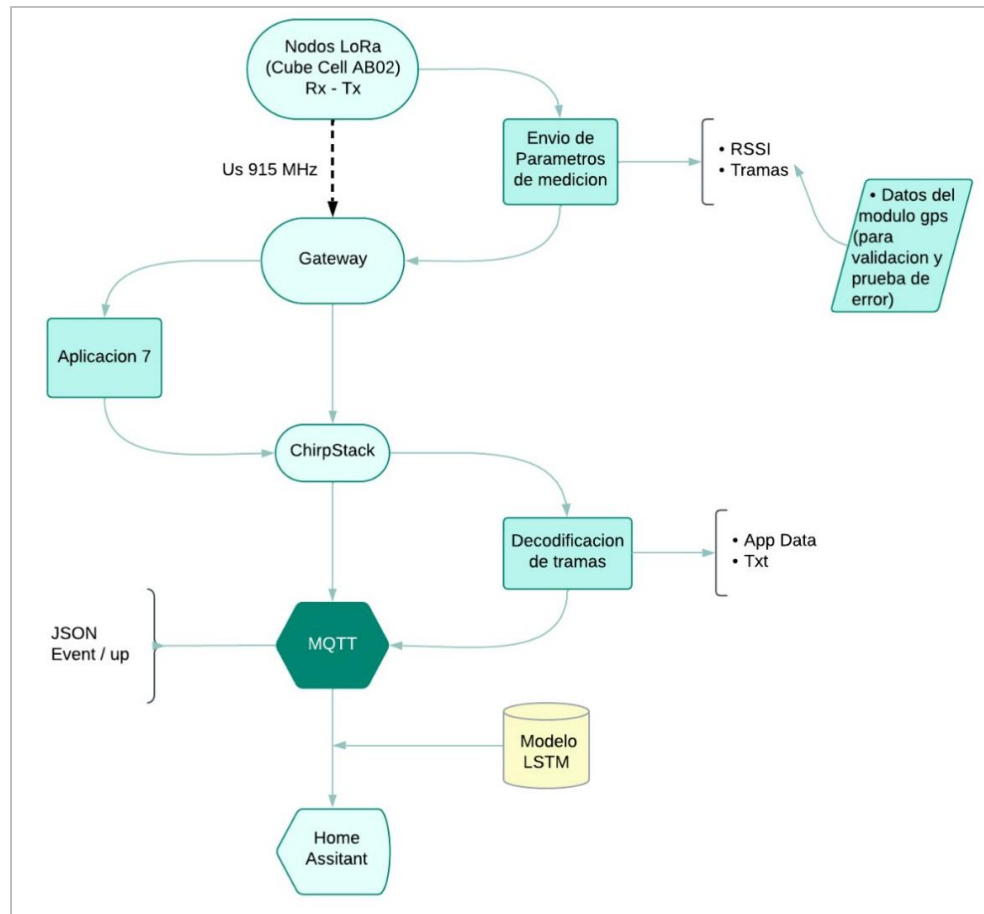 Nodos LoRa
(Cube Cell AB02)
Rx - Tx
Us 915 MHz
Envio de
Parametros
de medicion
• RSSI
• Tramas
• Datos del
modulo gps
(para
validacion y
prueba de
error)
Gateway
Aplicacion 7
ChirpStack
Decodificacion
de tramas
• App Data
• Txt
JSON
Event / up
MQTT
Modelo
LSTM
Home
Assitant